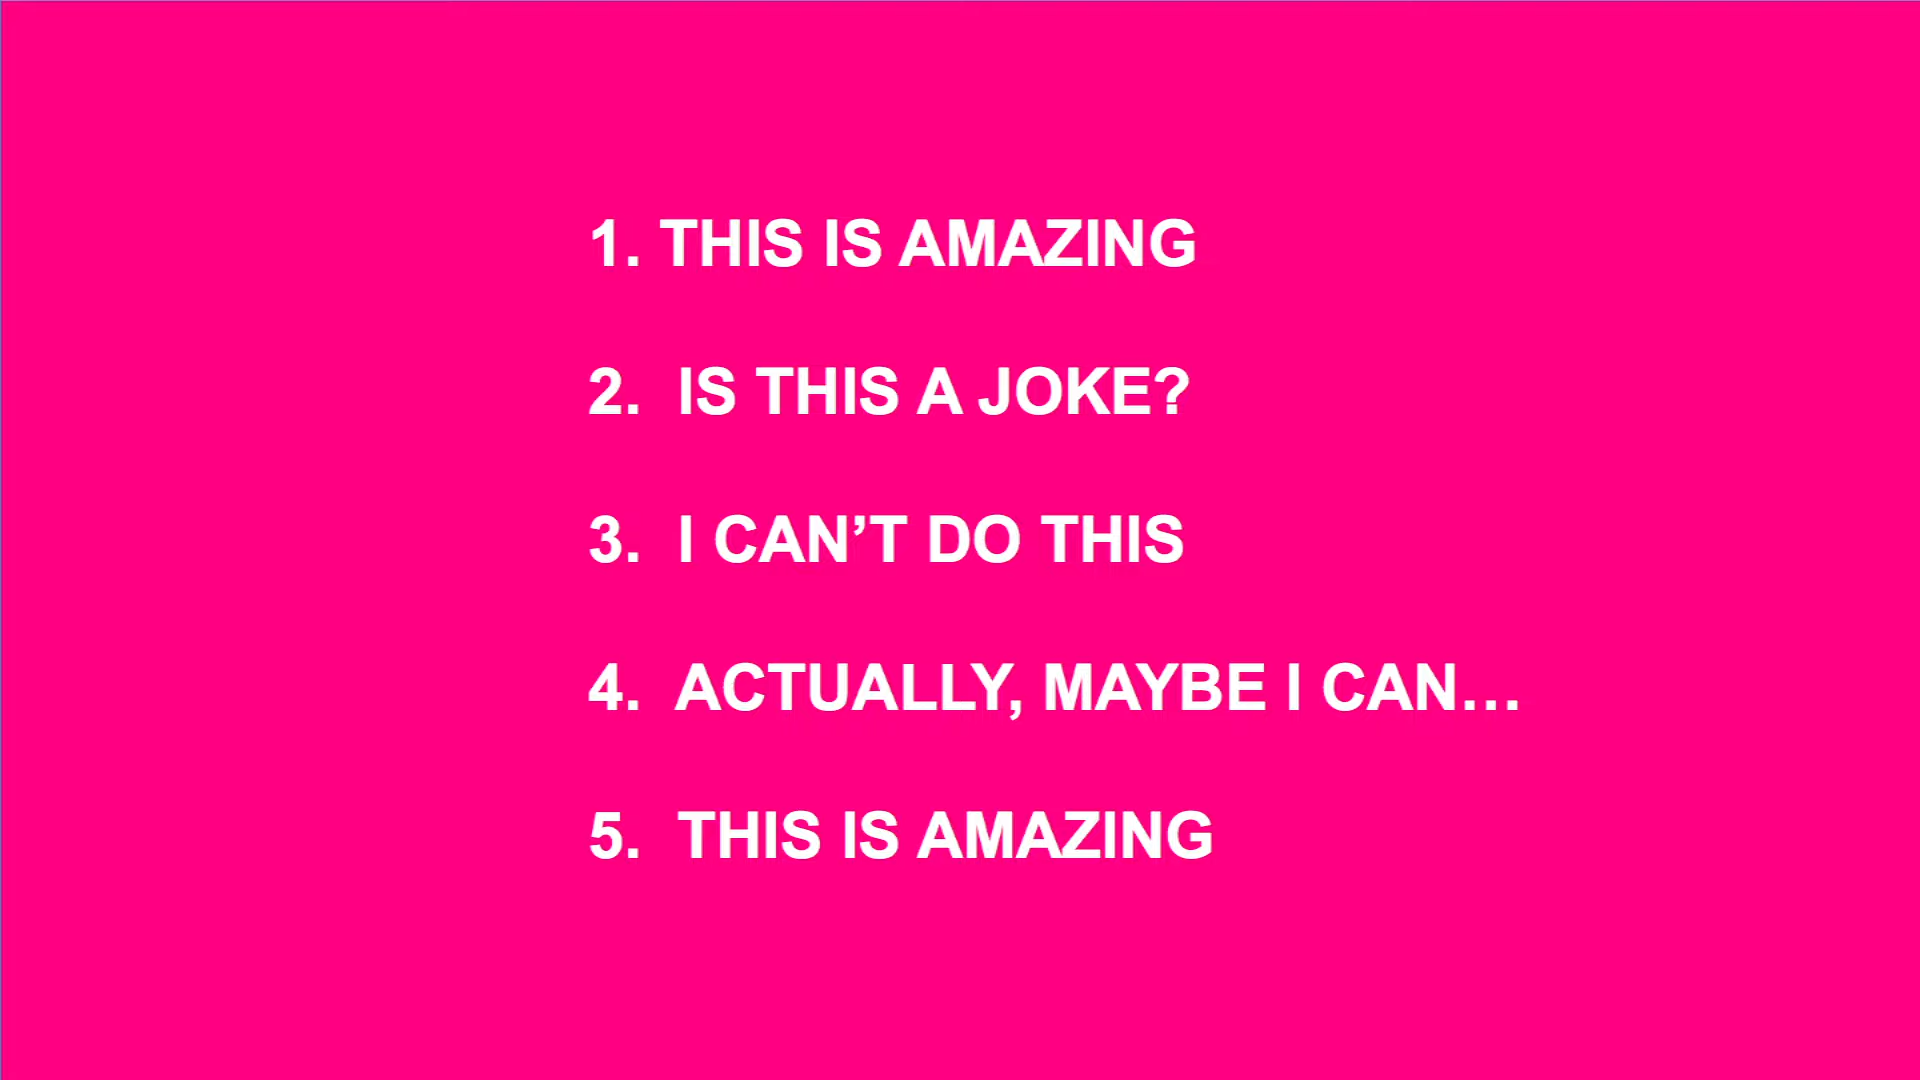 1. THIS IS AMAZING
2.  IS THIS A JOKE?
3.  I CAN’T DO THIS
4.  ACTUALLY, MAYBE I CAN…
5.  THIS IS AMAZING